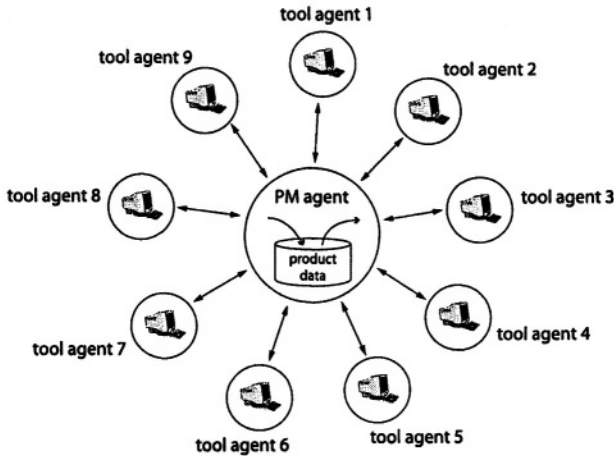 tool agent 1
tool agent 9
tool agent 2
tool agent 8
PM agent
tool agent 3
product
data
tool agent 7
tool agent 4
tool agent 6
tool agent 5